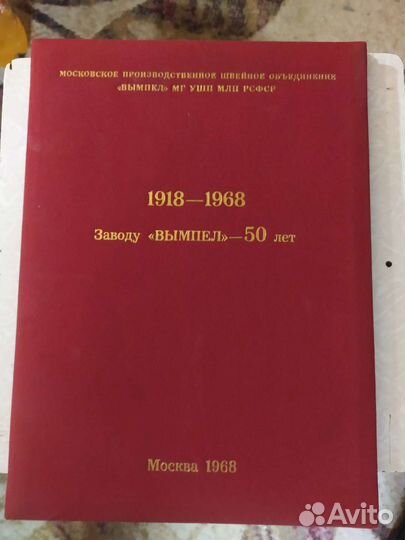 МОСКОВСКОЕ ПРОИЗВОДСТВЕННОЕ ШВЕЙНОЕ ОБЪЕДИНЕНИЕ
«ВЫМПЕЛ» МГ УШП МЛП РСФСР
1918—1968
Заводу «ВЫМПЕЛ»—50 лет
Москва 1968
Avito